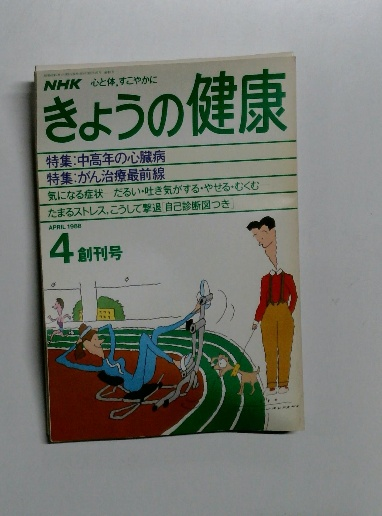 NHK 心と体、すこやかに
きょうの健康
特集:中高年の心臓病
特集:がん治療最前線
気になる症状 だるい・吐き気がする・やせる・むくむ
たまるストレス、こうして撃退「自己診断図つき」
APRIL 1988
4 創刊号